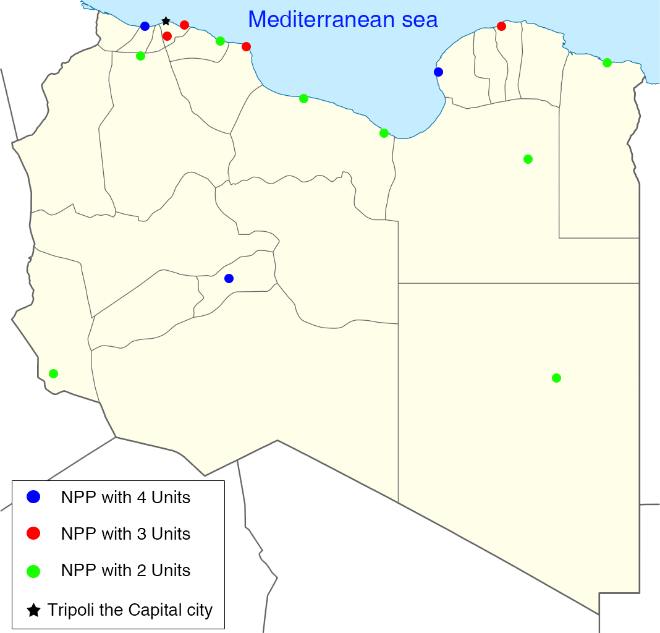 Mediterranean sea
NPP with 4 Units
NPP with 3 Units
NPP with 2 Units
Tripoli the Capital city